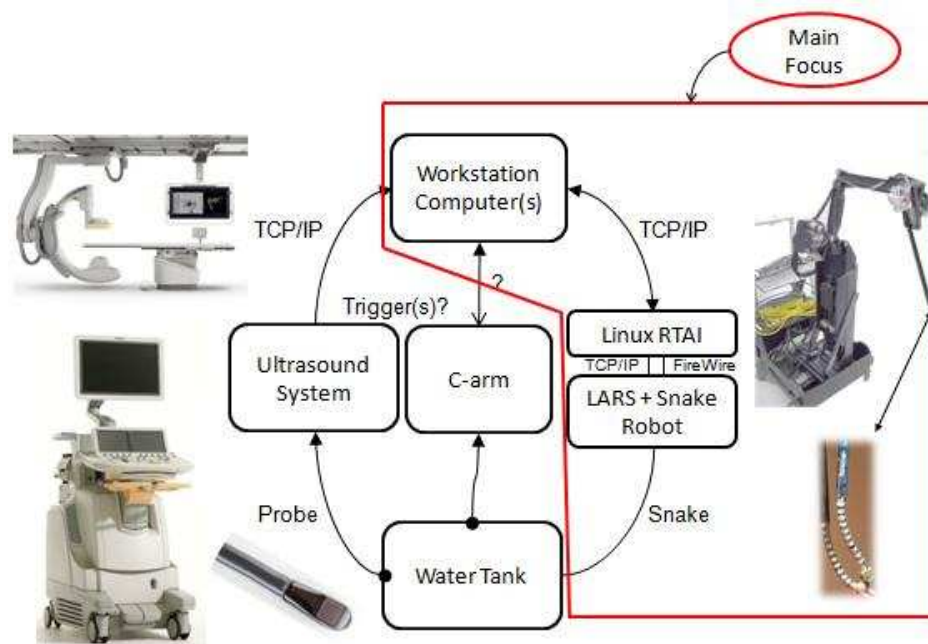 Main
Focus
Workstation
Computer(s)
TCP/IP
TCP/IP
?
Trigger(s)?
Ultrasound
System
C-arm
Linux RTAI
TCP/IP
FireWire
LARS + Snake
Robot
Probe
Snake
Water Tank